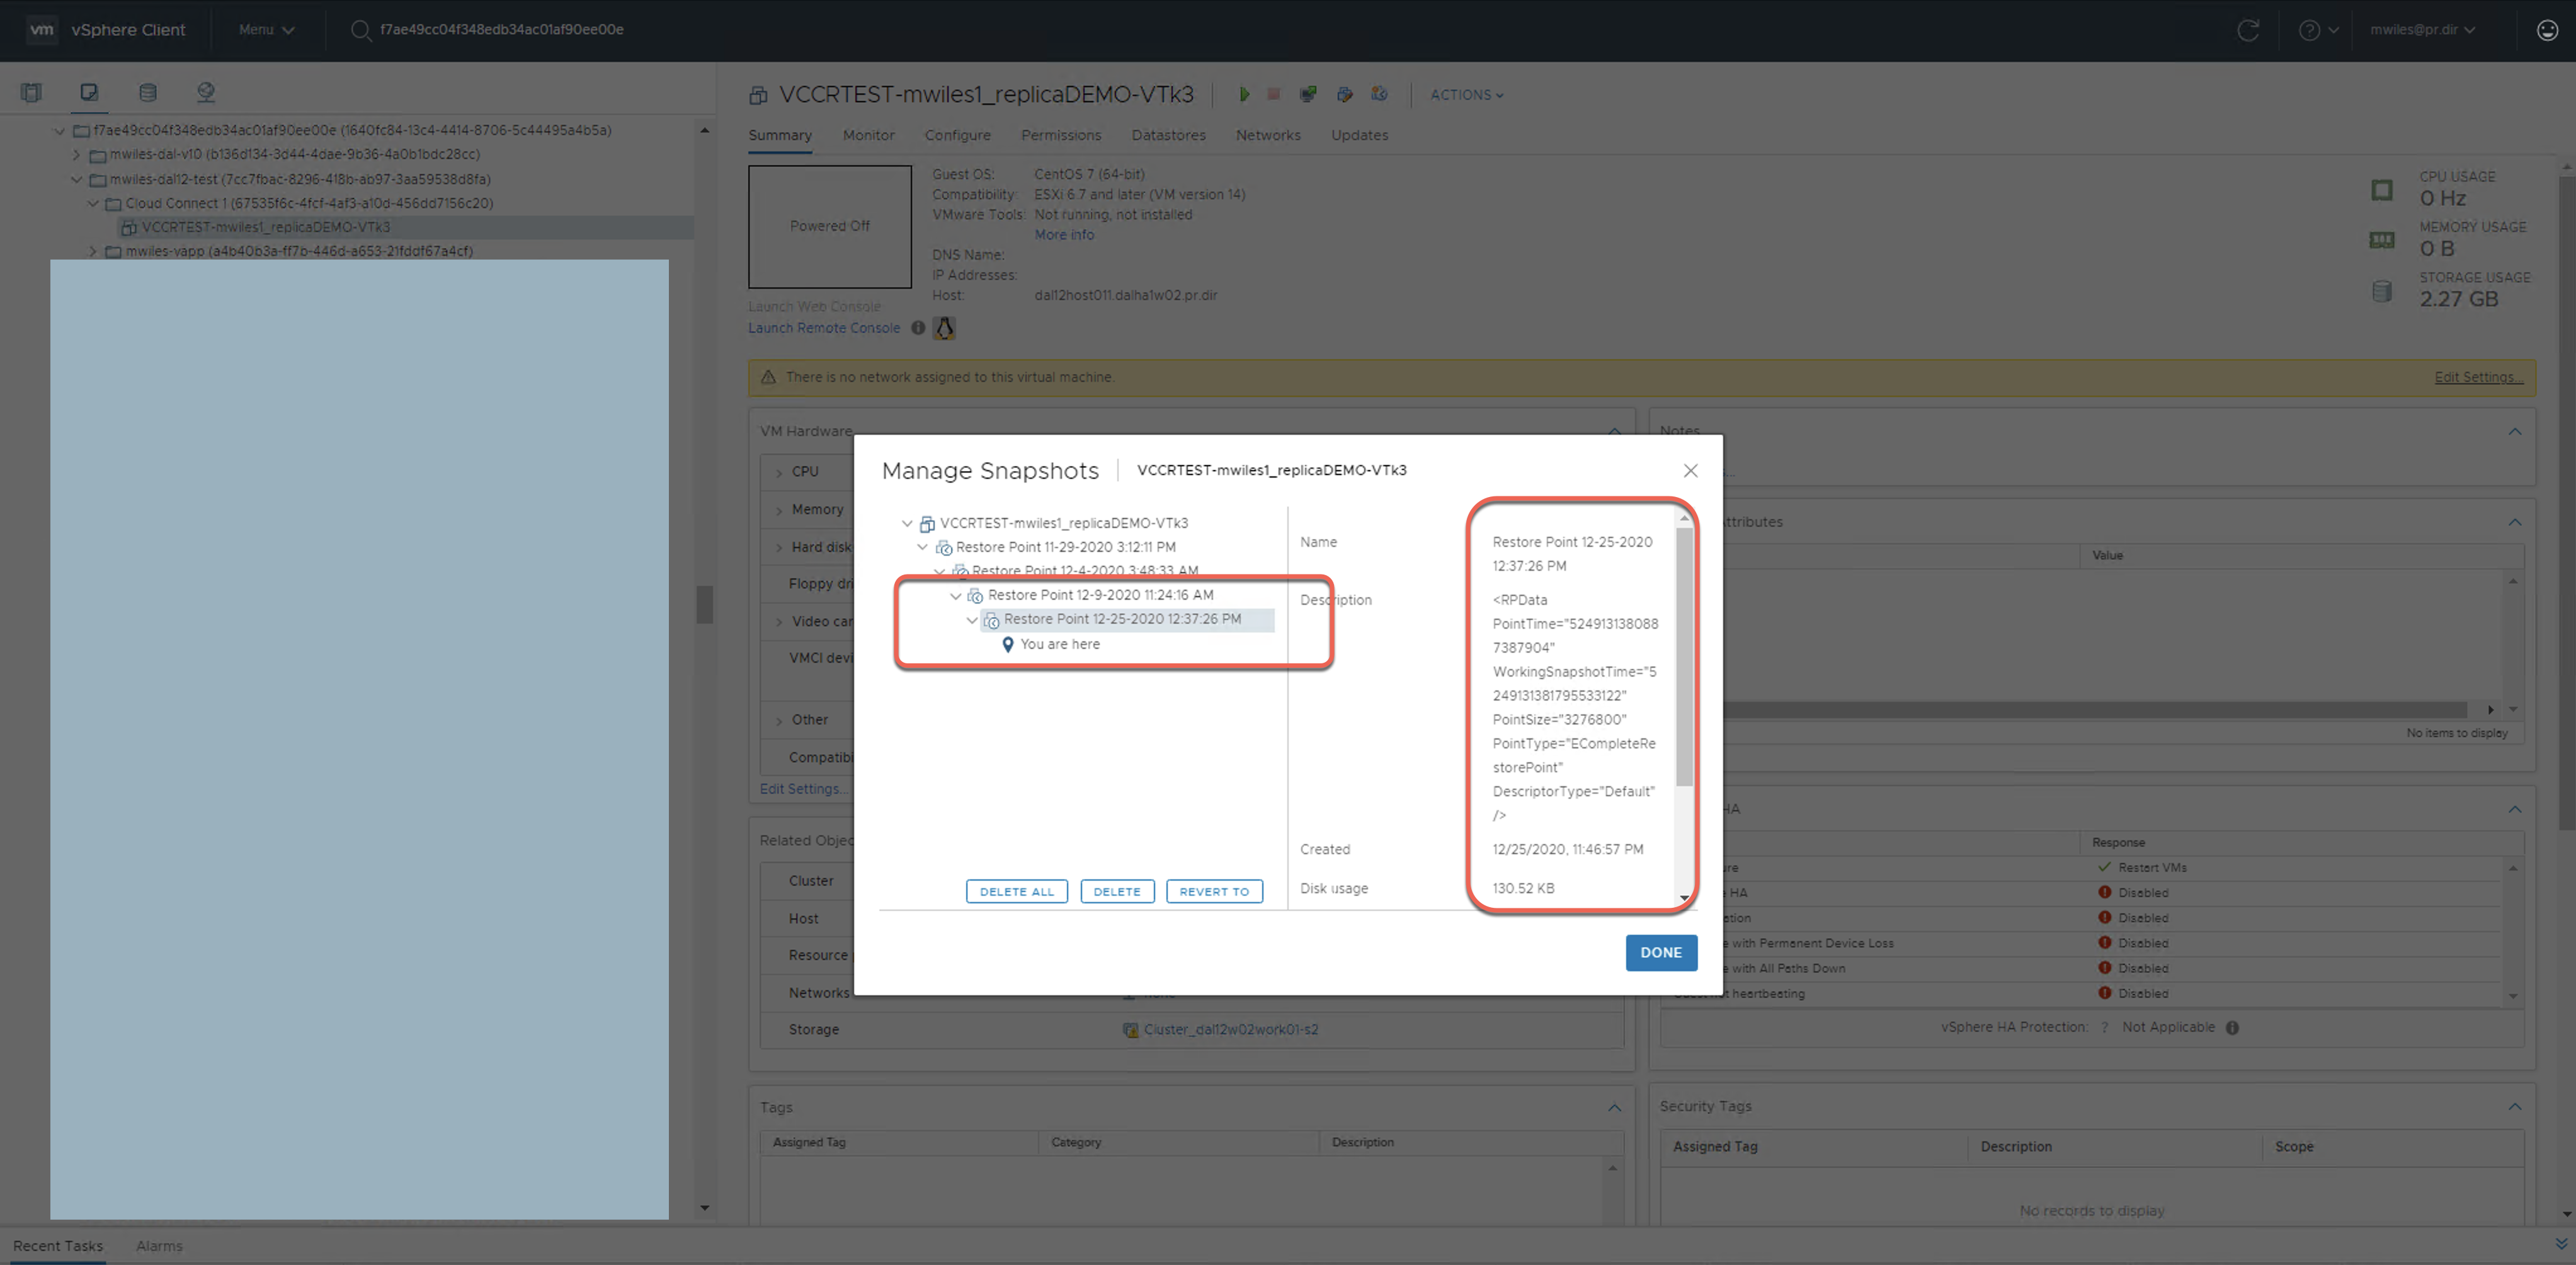 vm vSphere Client Menu f7ae49cc04f348edb34ac01af90ee00e mwiles@pr.dir
f7ae49cc04f348edb34ac01af90ee00e (1640fc84-13c4-4414-8706-5c44495a4b5a)
mwiles-dal-v10 (b136d134-3d44-4dae-9b36-4a0b1bdc28cc)
mwiles-dal12-test (7cc7fbac-8296-418b-ab97-3aa59538d8fa)
Cloud Connect 1 (67535f6c-4fcf-4af3-a10d-456dd7156c20)
VCCRTEST-mwiles1_replicaDEMO-VTk3
mwiles-vapp (a4b40b3a-ff7b-446d-a653-21fddf67a4cf)
VCCRTEST-mwiles1_replicaDEMO-VTk3 ACTIONS
Summary Monitor Configure Permissions Datastores Networks Updates
Powered Off
Launch Web Console
Launch Remote Console
Guest OS: CentOS 7 (64-bit)
Compatibility: ESXi 6.7 and later (VM version 14)
VMware Tools: Not running, not installed
More info
DNS Name:
IP Addresses:
Host: dal12host011.dalha1w02.pr.dir
CPU USAGE
0 Hz
MEMORY USAGE
0 B
STORAGE USAGE
2.27 GB
There is no network assigned to this virtual machine. Edit Settings...
VM Hardware
CPU
Memory
Hard disk
Floppy dri
Video car
VMCI devi
Other
Compatibi
Edit Settings...
Notes
Attributes
Value
No items to display
Manage Snapshots VCCRTEST-mwiles1_replicaDEMO-VTk3
VCCRTEST-mwiles1_replicaDEMO-VTk3
Restore Point 11-29-2020 3:12:11 PM
Restore Point 12-4-2020 3:48:33 AM
Restore Point 12-9-2020 11:24:16 AM
Restore Point 12-25-2020 12:37:26 PM
You are here
DELETE ALL DELETE REVERT TO
Name Restore Point 12-25-2020
12:37:26 PM
Description <RPData
PointTime="524913138088
7387904"
WorkingSnapshotTime="5
249131381795533122"
PointSize="3276800"
PointType="ECompleteRe
storePoint"
DescriptorType="Default"
/>
Created 12/25/2020, 11:46:57 PM
Disk usage 130.52 KB
DONE
Related Objec
Cluster
Host
Resource
Networks
Storage Cluster_dal12w02work01-s2
HA
Response
re Restart VMs
HA Disabled
ation Disabled
with Permanent Device Loss Disabled
with All Paths Down Disabled
heartbeating Disabled
vSphere HA Protection: ? Not Applicable
Tags
Assigned Tag Category Description
Security Tags
Assigned Tag Description Scope
No records to display
Recent Tasks Alarms